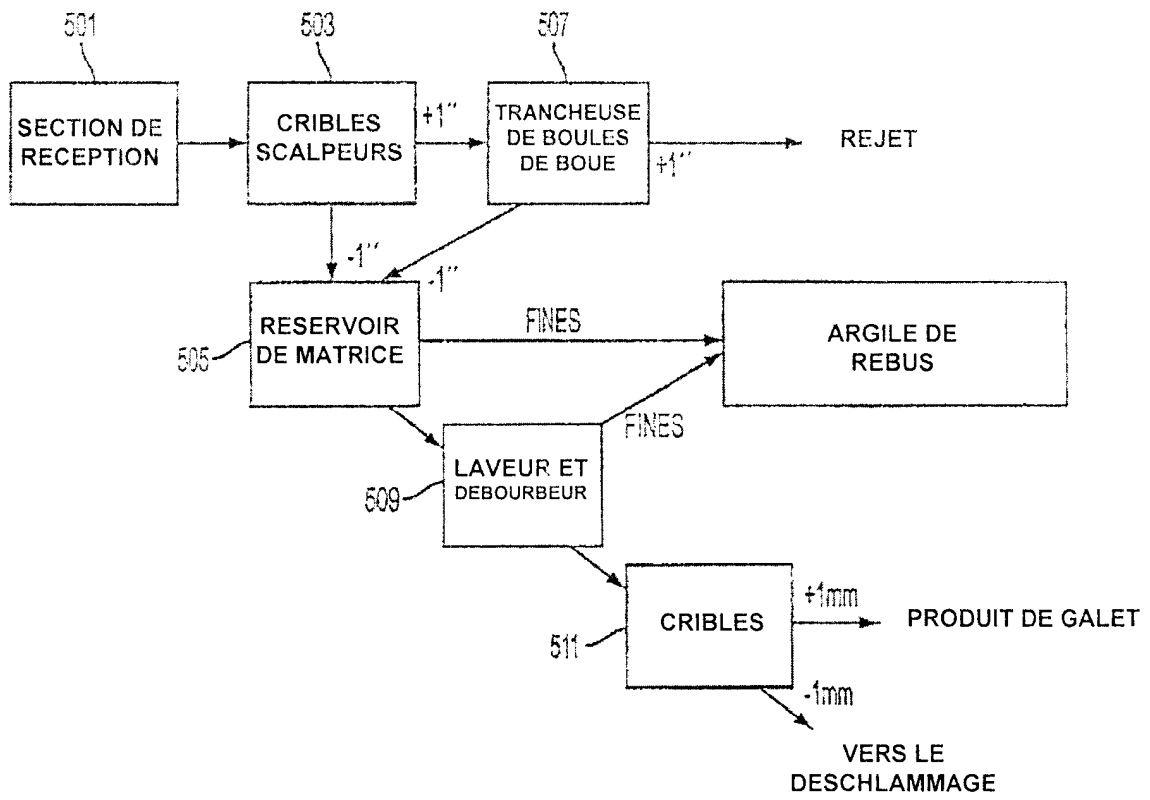 501
503
507
SECTION DE
RECEPTION
CRIBLES
SCALPEURS
+1''
TRANCHEUSE
DE BOULES
DE BOUE
+1''
REJET
-1''
-1''
RESERVOIR
DE MATRICE
505
FINES
ARGILE DE
REBUS
FINES
LAVEUR ET
DEBOURBEUR
509
CRIBLES
511
+1mm
PRODUIT DE GALET
-1mm
VERS LE
DESCHLAMMAGE